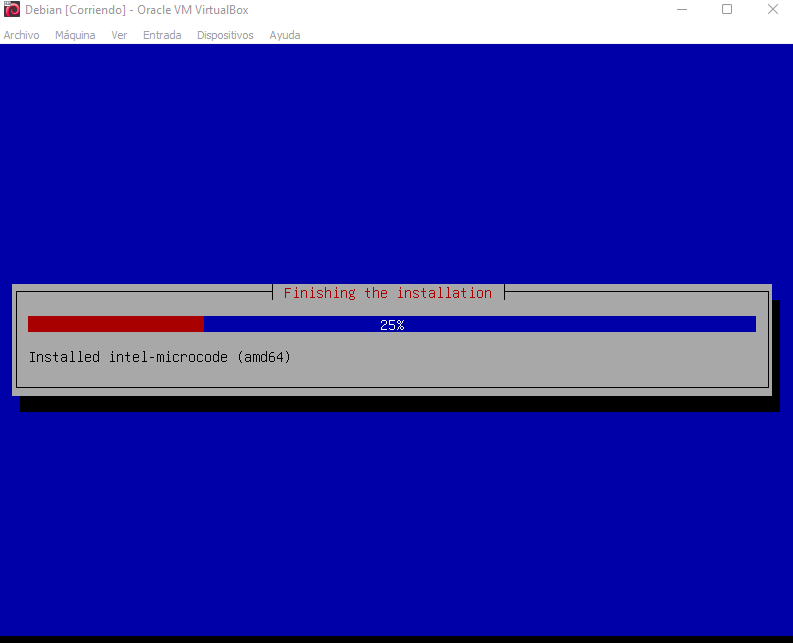 Debian [Corriendo] - Oracle VM VirtualBox
Archivo Máquina Ver Entrada Dispositivos Ayuda
Finishing the installation
25%
Installed intel-microcode (amd64)